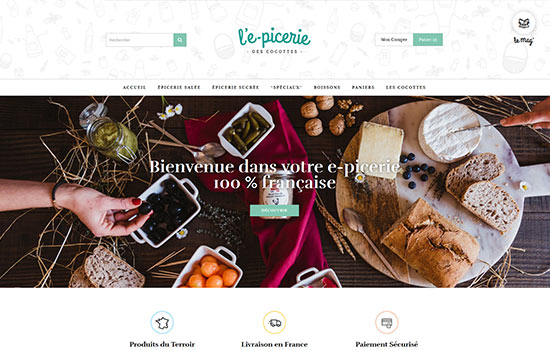 Rechercher
l'e-picerie
DES COCOTTES
Mon Compte
Panier
le Mag'
ACCUEIL ÉPICERIE SALÉE ÉPICERIE SUCRÉE "SPÉCIAUX" BOISSONS PANIERS LES COCOTTES
Bienvenue dans votre e-picerie
100 % française
DÉCOUVRIR
Produits du Terroir Livraison en France Paiement Sécurisé